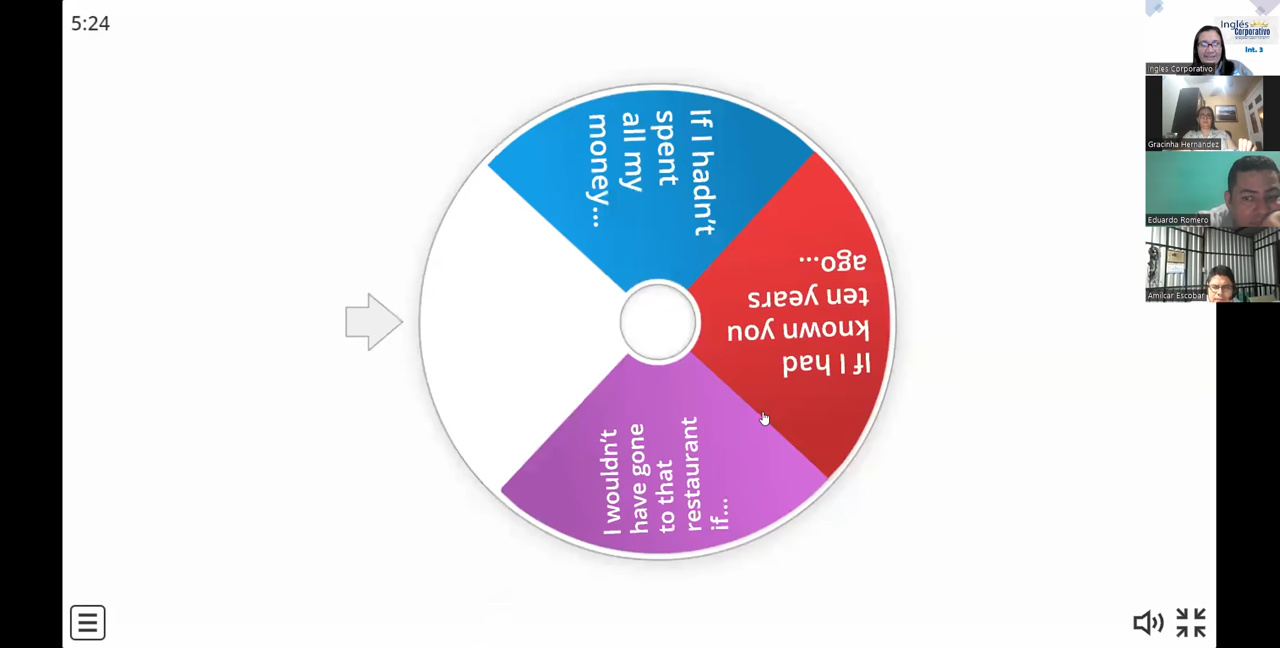 5:24
If I hadn't
spent
all my
money...
If I had
known you
ten years
ago...
I wouldn't
have gone
to that
restaurant
if...
Inglés
Corporativo
Int. 3
Ingles Corporativo
Gracinha Hernández
Eduardo Romero
Amilcar Escobar